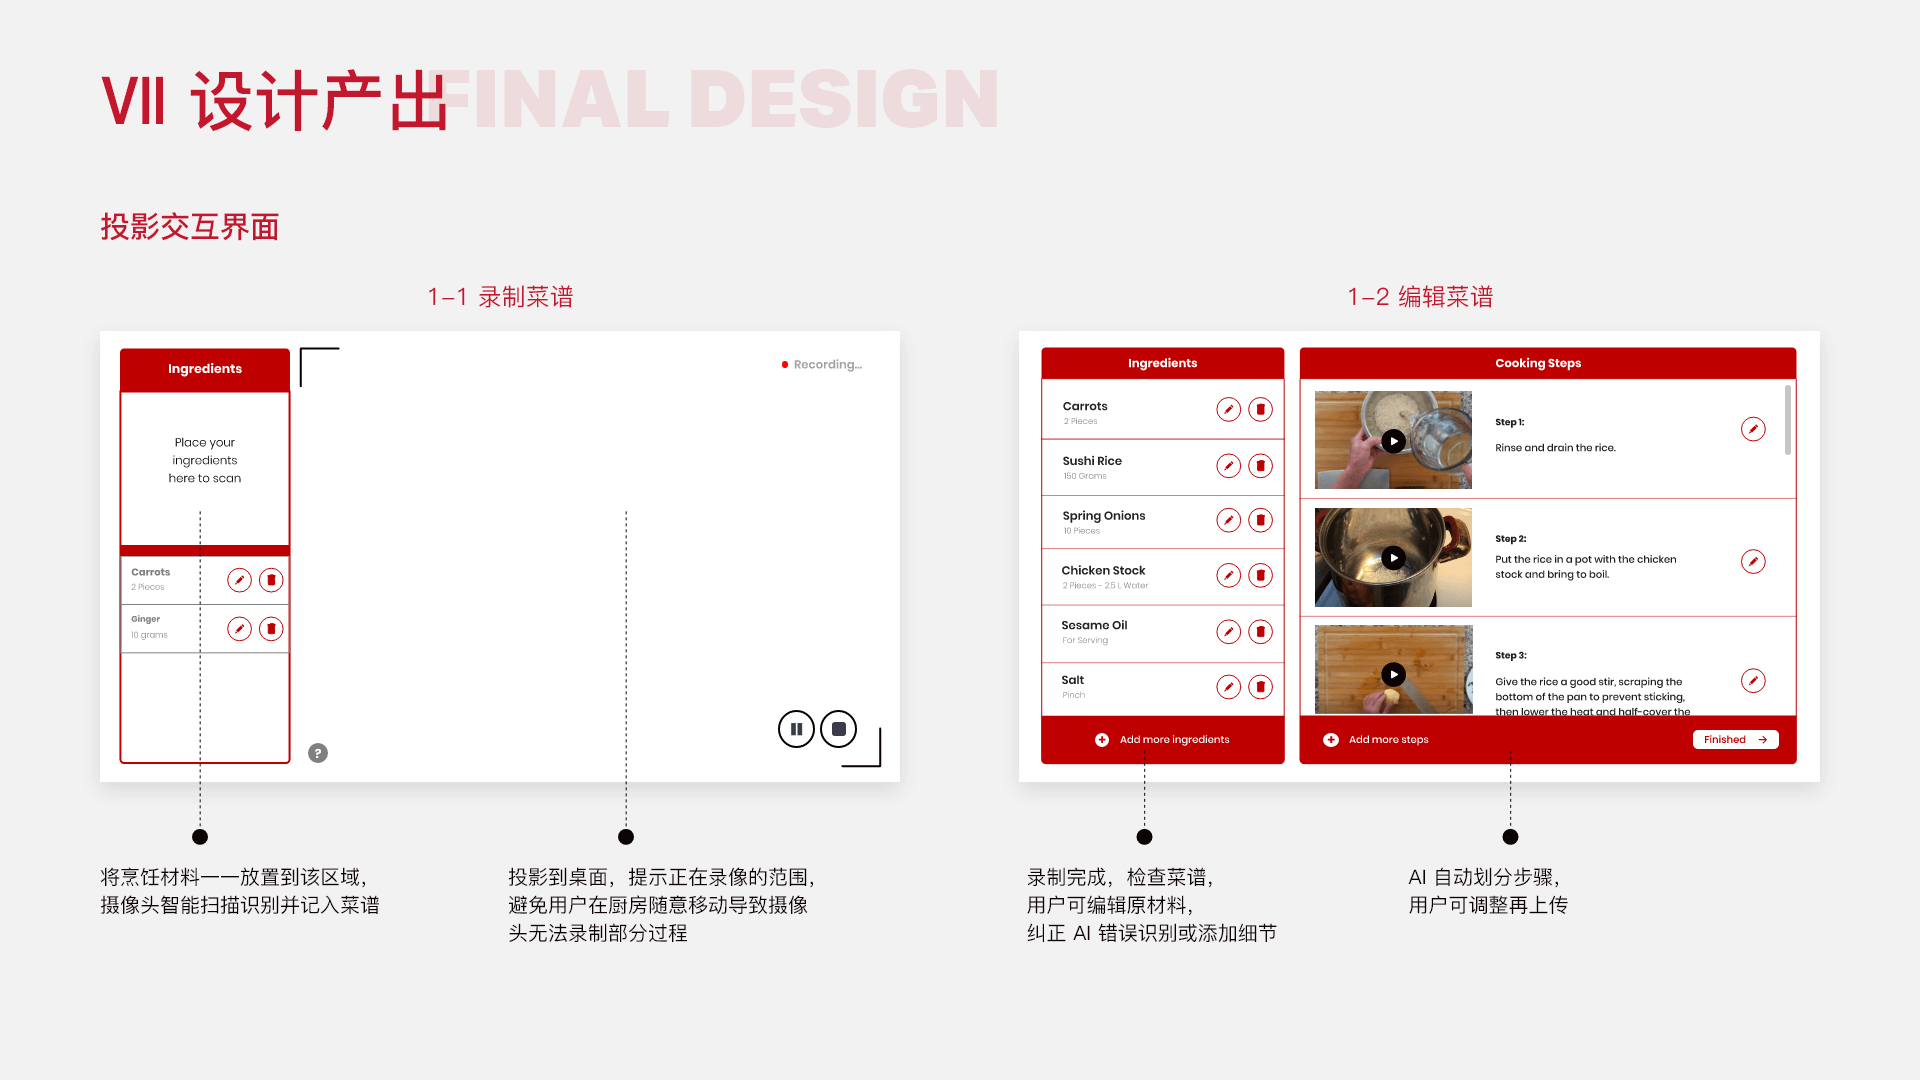 VII 设计产出
FINAL DESIGN
投影交互界面
1-1 录制菜谱
Ingredients
Recording...
Place your
ingredients
here to scan
Carrots
2 Pieces
Ginger
10 grams
?
将烹饪材料一一放置到该区域，
摄像头智能扫描识别并记入菜谱
投影到桌面，提示正在录像的范围，
避免用户在厨房随意移动导致摄像
头无法录制部分过程
1-2 编辑菜谱
Ingredients
Carrots
2 Pieces
Sushi Rice
150 Grams
Spring Onions
10 Pieces
Chicken Stock
2 Pieces - 2.5 L Water
Sesame Oil
For Serving
Salt
Pinch
Add more ingredients
Cooking Steps
Step 1:
Rinse and drain the rice.
Step 2:
Put the rice in a pot with the chicken
stock and bring to boil.
Step 3:
Give the rice a good stir, scraping the
bottom of the pan to prevent sticking,
then lower the heat and half-cover the
Add more steps
Finished →
录制完成，检查菜谱，
用户可编辑原材料，
纠正 AI 错误识别或添加细节
AI 自动划分步骤，
用户可调整再上传